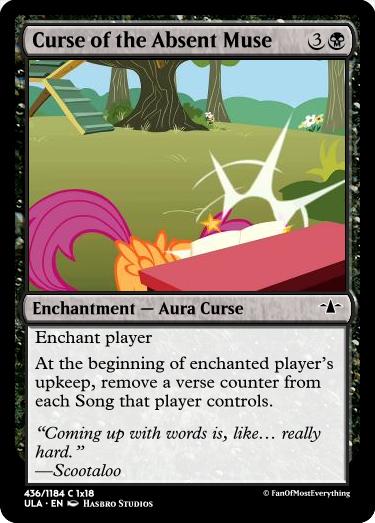 Curse of the Absent Muse 3
Enchantment — Aura Curse
Enchant player
At the beginning of enchanted player's
upkeep, remove a verse counter from
each Song that player controls.
“Coming up with words is, like… really
hard.”
—Scootaloo
436/1184 C 1x18
ULA • EN Hasbro Studios
© FanOfMostEverything